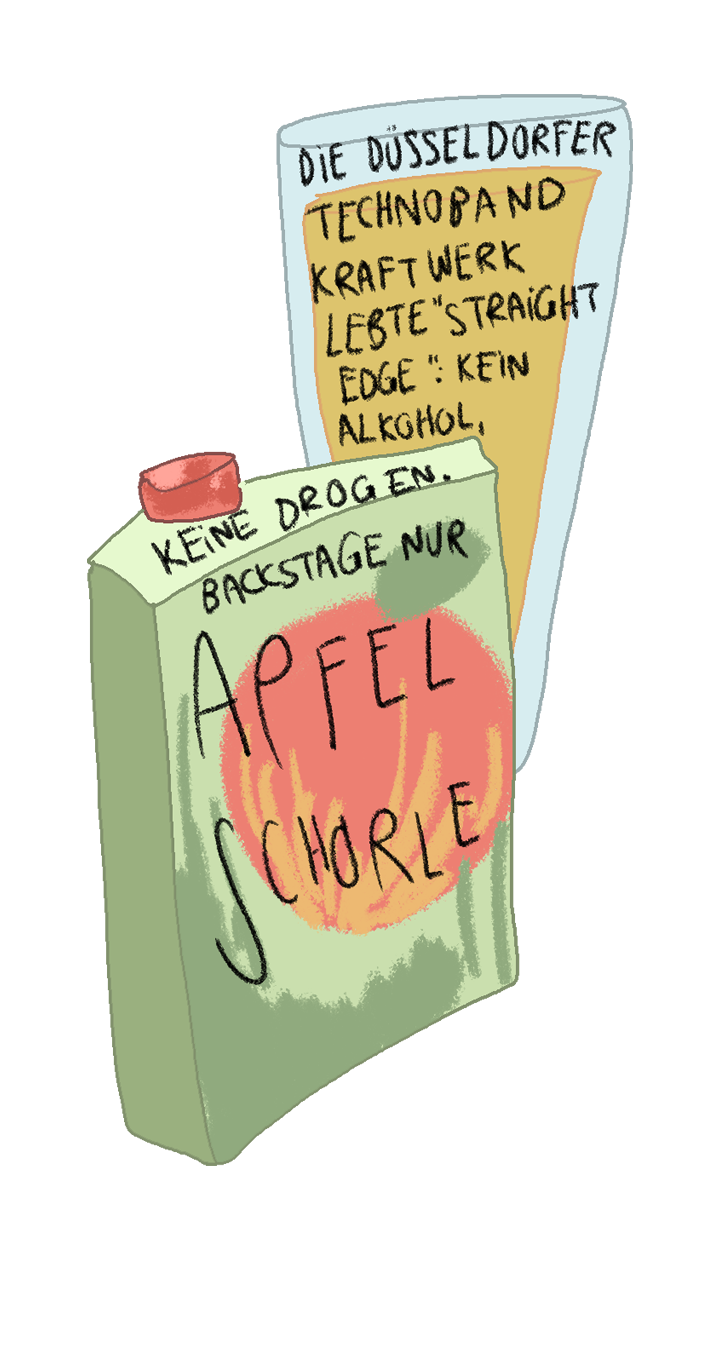 DIE DÜSSELDORFER
TECHNOBAND
KRAFTWERK
LEBTE "STRAIGHT
EDGE": KEIN
ALKOHOL,
KEINE DROGEN.
BACKSTAGE NUR
APFEL
SCHORLE